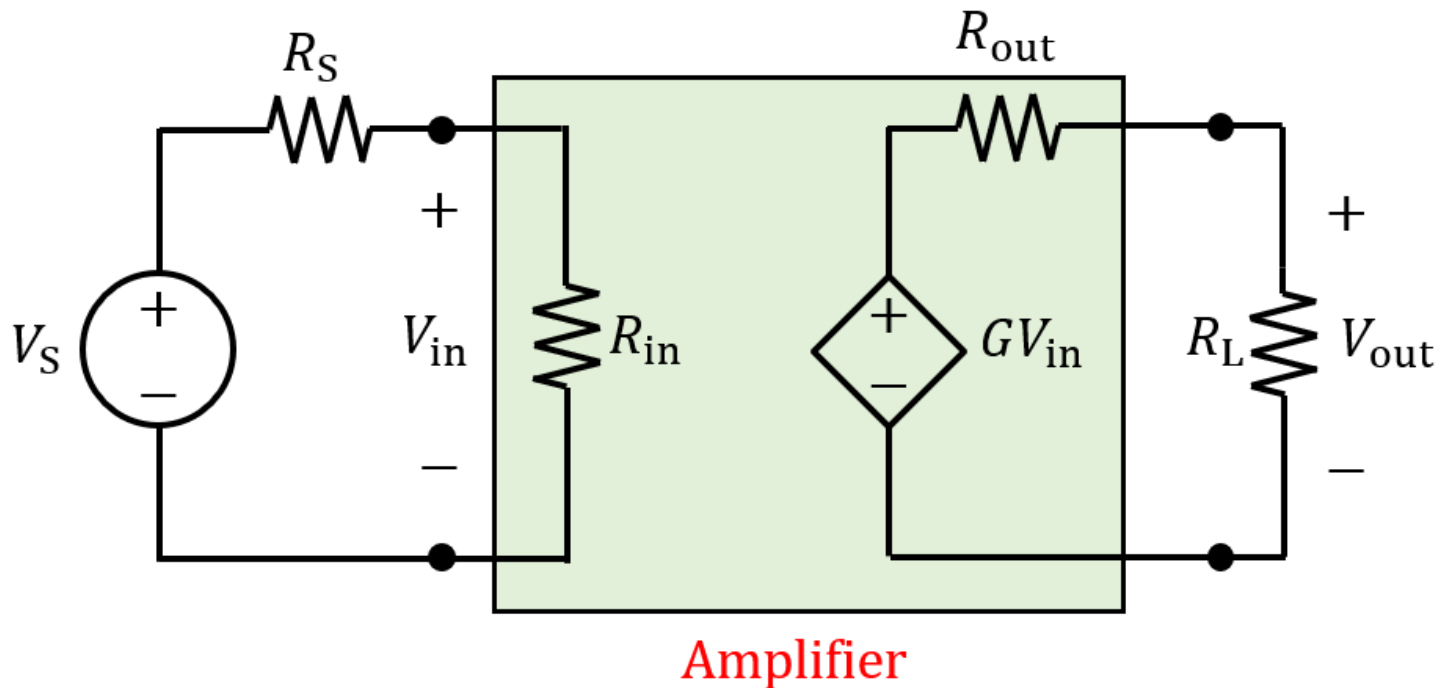 R_S
R_out
+
+
V_S
+
−
V_in
R_in
+
−
GV_in
R_L
V_out
−
−
Amplifier